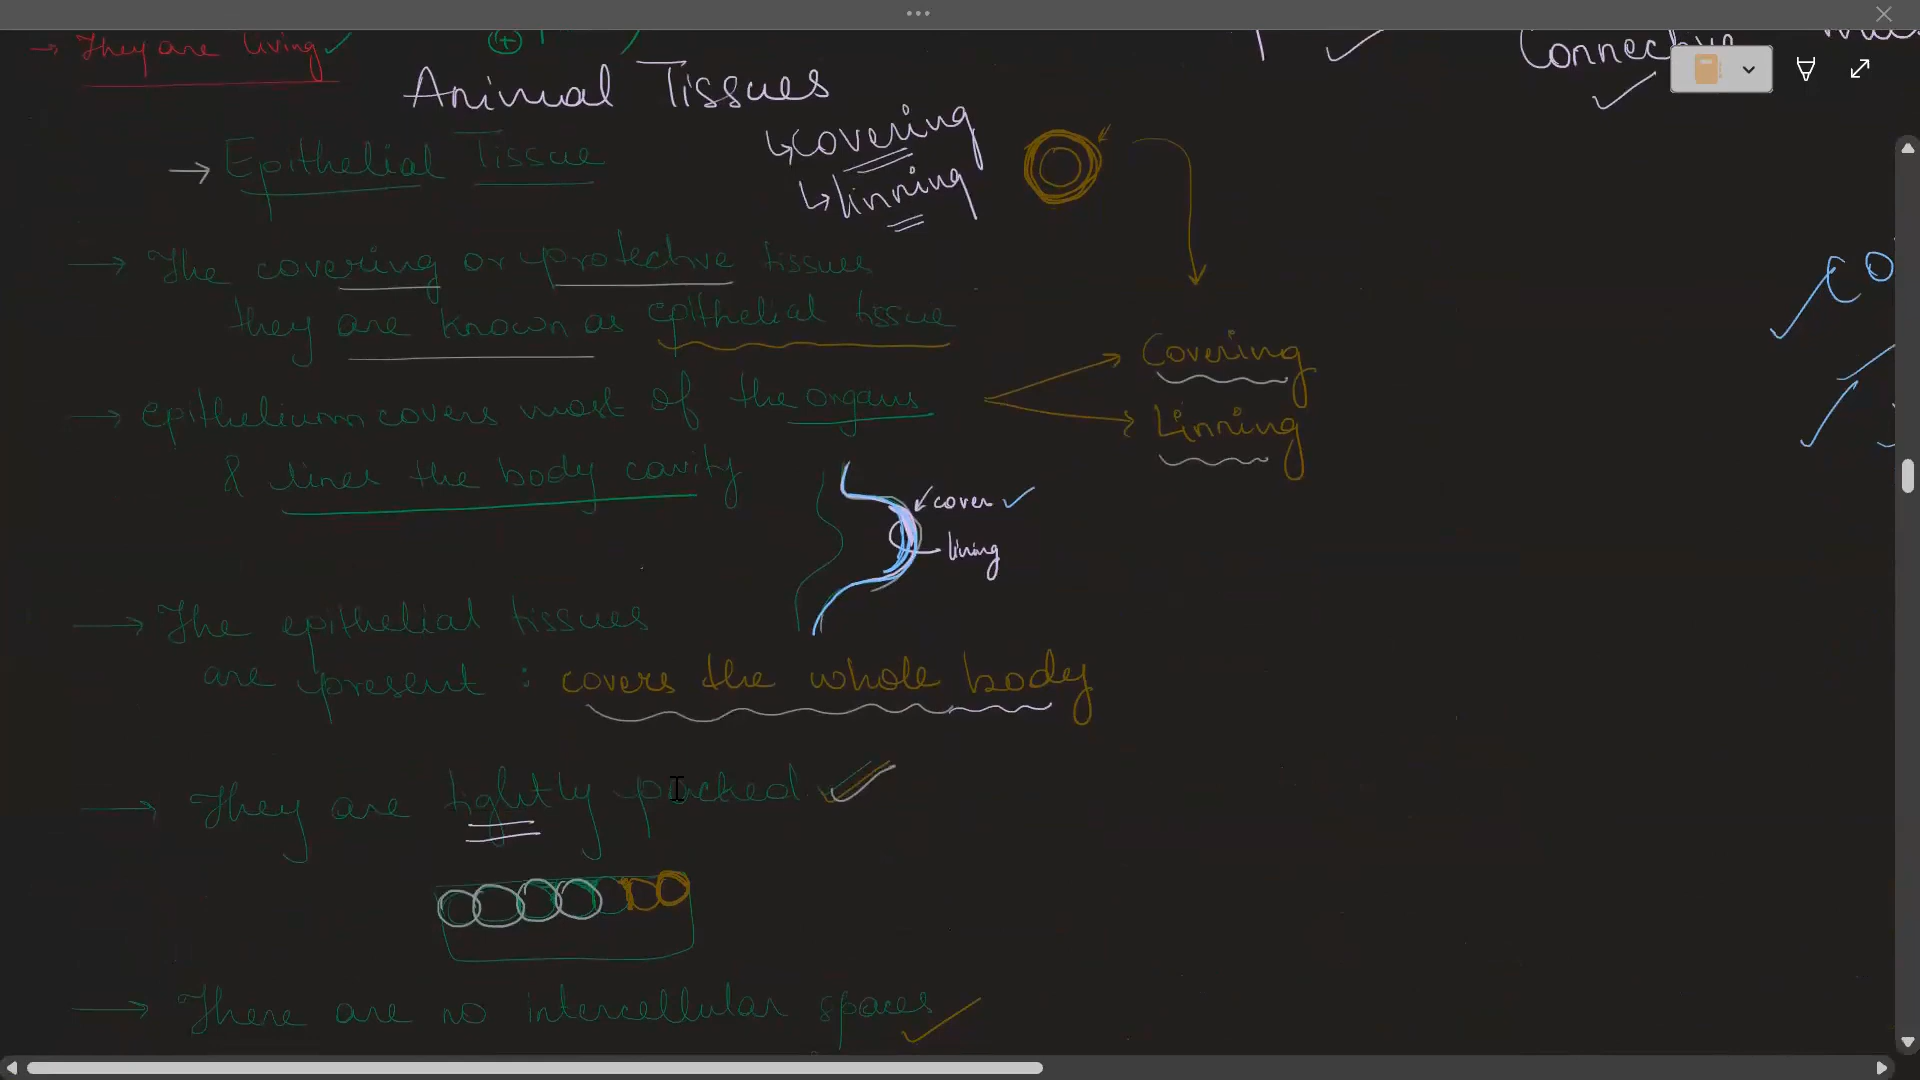 → They are living ✓
Connective
Animal Tissues
↳ covering
↳ linning
→ Epithelial Tissue
→ The covering or protective tissues
they are known as epithelial tissue
Covering
Linning
→ epithelium covers most of the organs
& lines the body cavity
cover ✓
lining
→ The epithelial tissues
are present : covers the whole body
→ They are tightly packed ✓
→ There are no intercellular spaces ✓